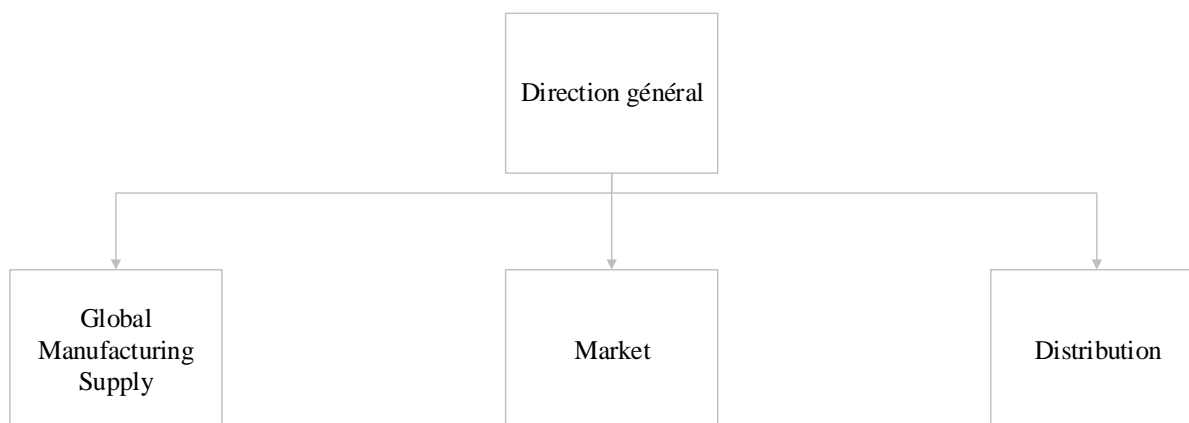 Direction général
Global
Manufacturing
Supply
Market
Distribution